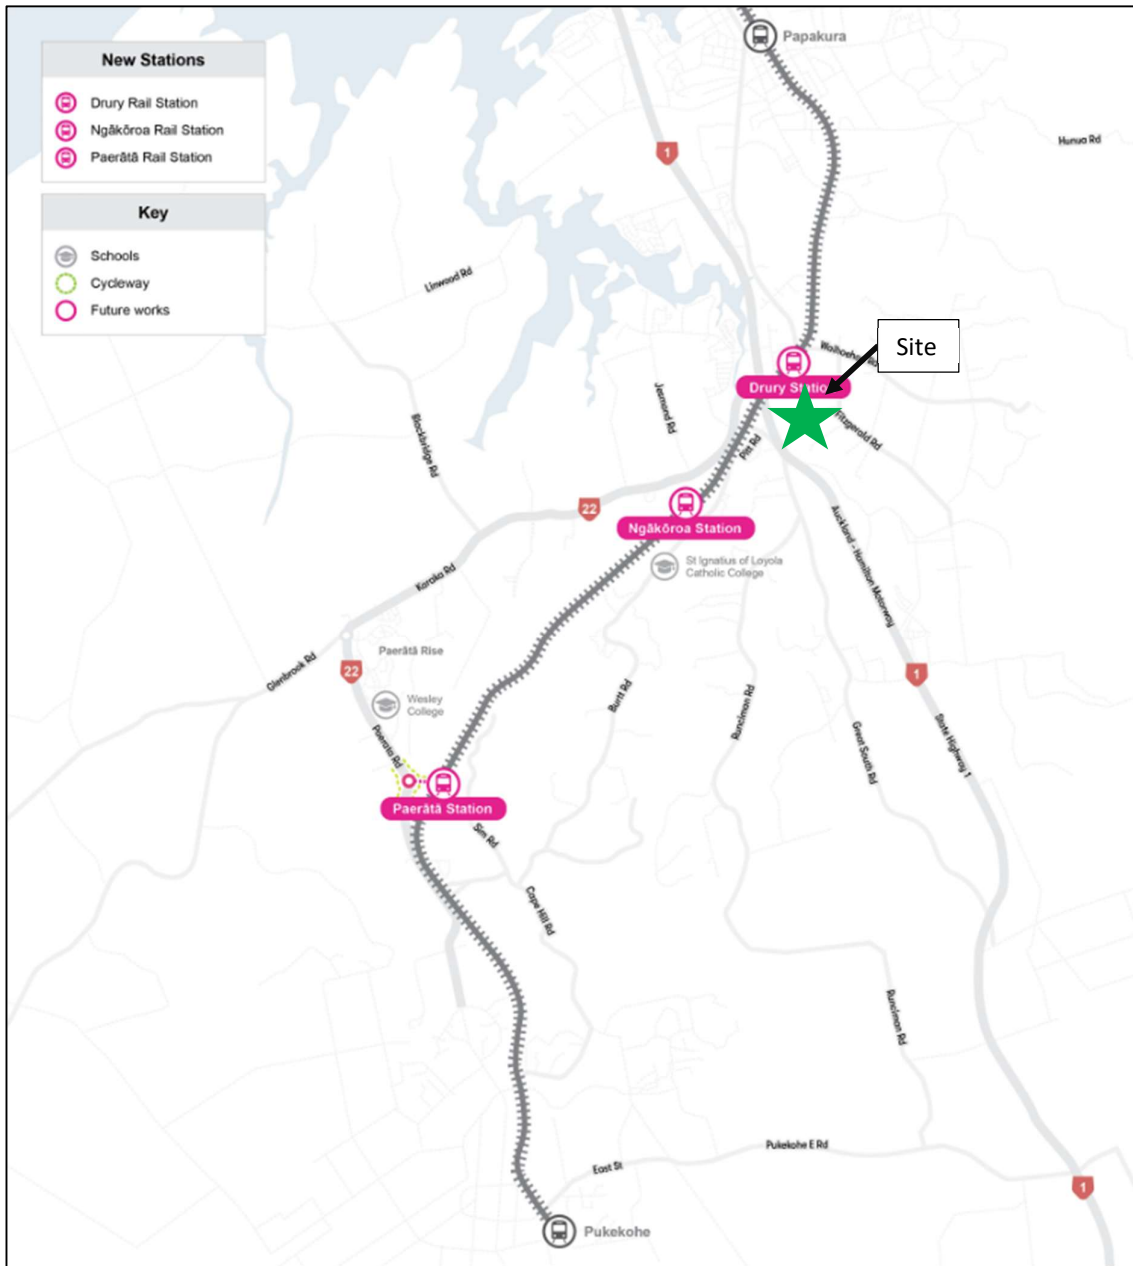 New Stations
Drury Rail Station
Ngākōroa Rail Station
Paerātā Rail Station
Key
Schools
Cycleway
Future works
Papakura
1
Hunua Rd
Linwood Rd
Site
Drury Station
Jesmond Rd
Blackbridge Rd
Fitzgerald Rd
Pitt Rd
22
Ngākōroa Station
Auckland - Hamilton Motorway
St Ignatius of Loyola
Catholic College
Karaka Rd
Glenbrook Rd
Paerātā Rise
22
Wesley
College
Burtt Rd
Runciman Rd
1
Great South Rd
State Highway 1
Paerata Rd
Paerātā Station
Sim Rd
Cape Hill Rd
Runciman Rd
Pukekohe E Rd
East St
1
Pukekohe